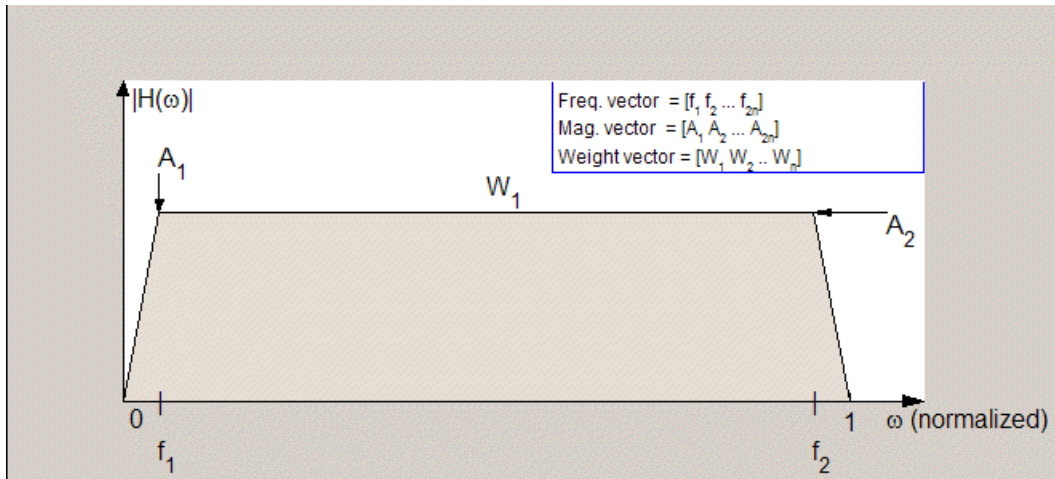 |H(ω)|
Freq. vector = [f₁ f₂ ... f₂ₙ]
Mag. vector = [A₁ A₂ ... A₂ₙ]
Weight vector = [W₁ W₂ .. Wₙ]
A₁
W₁
A₂
0
1
ω (normalized)
f₁
f₂